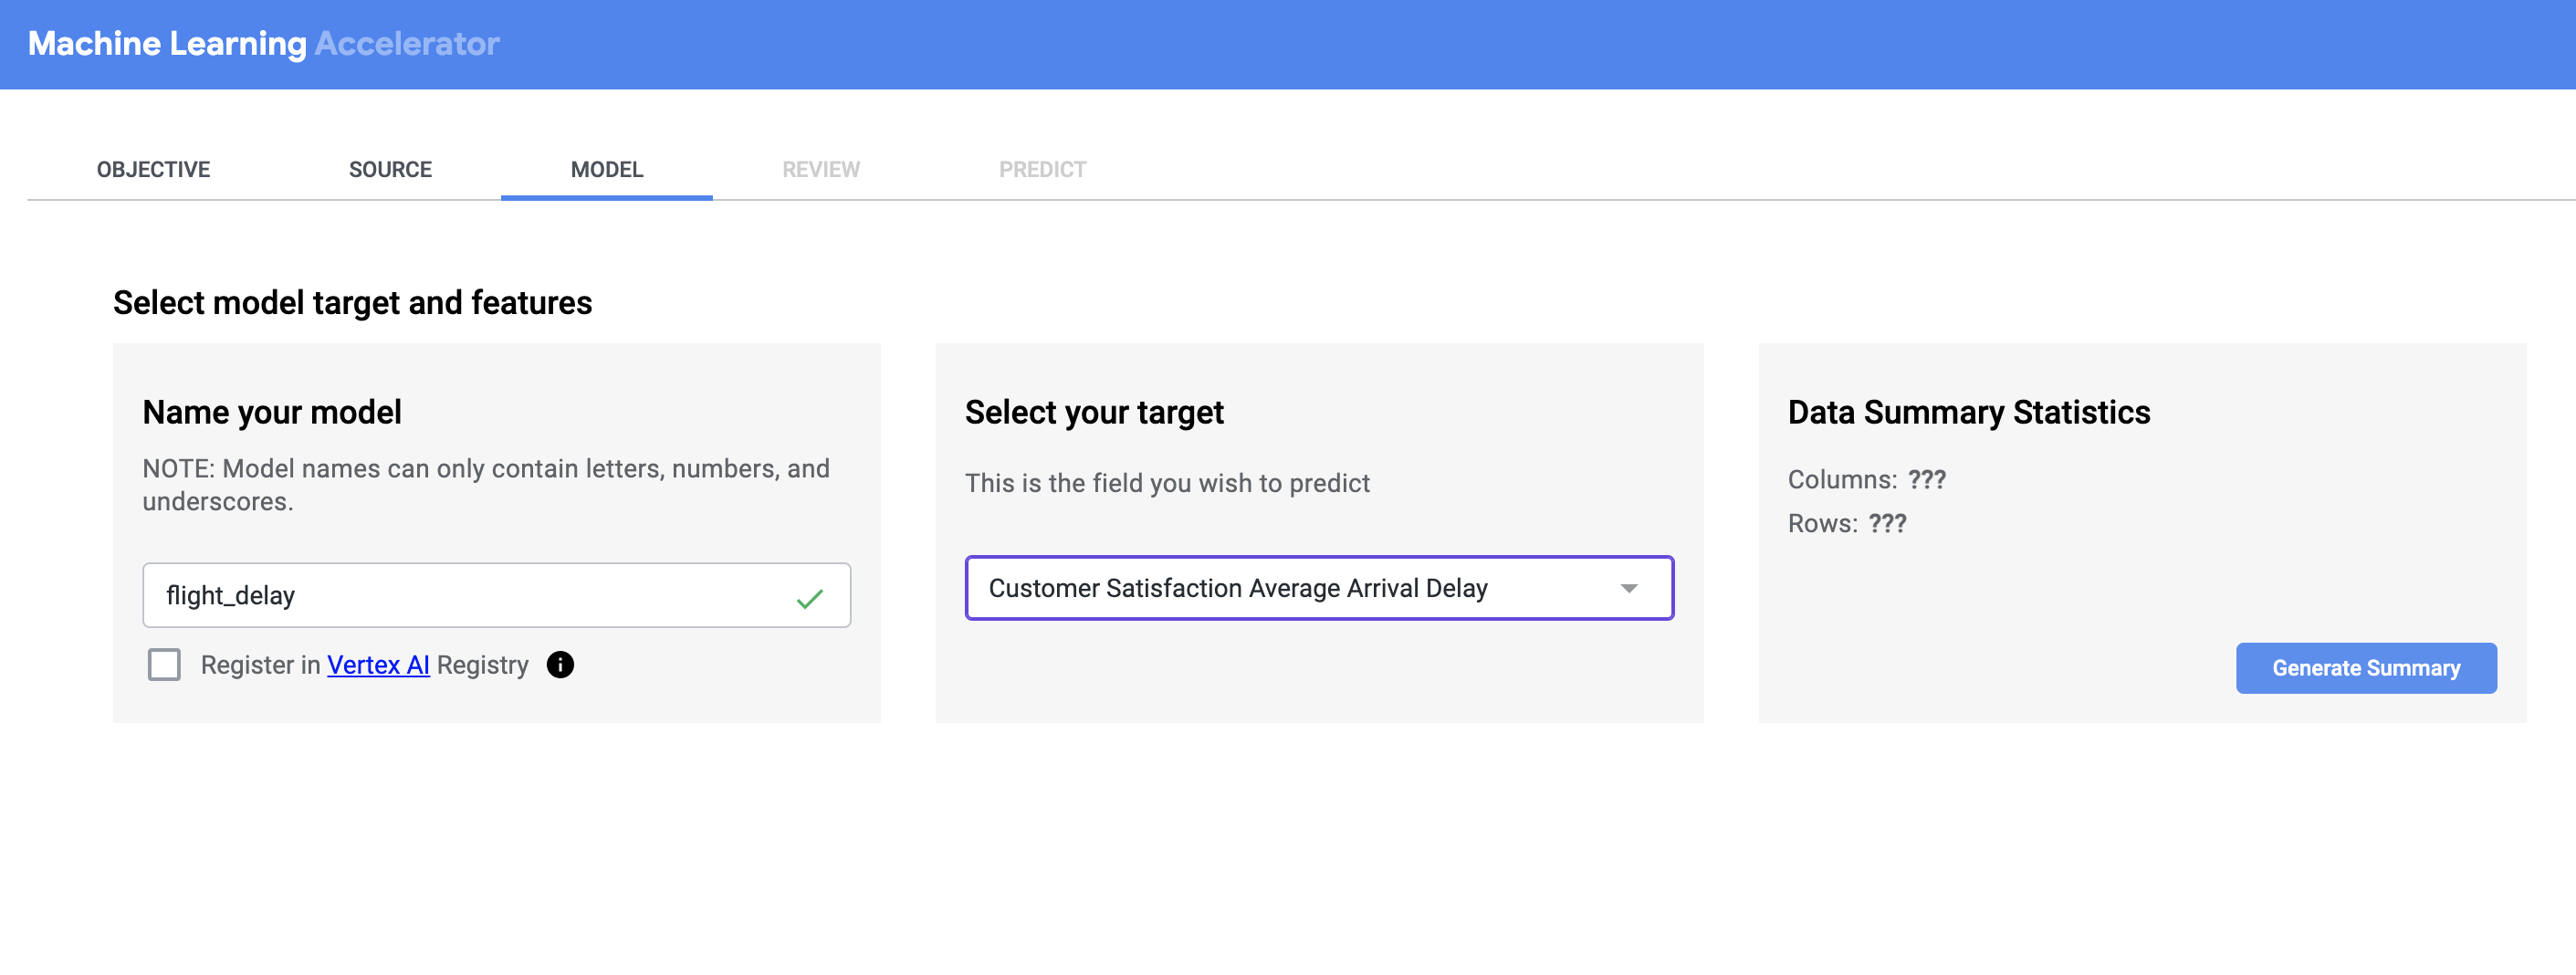 Machine Learning Accelerator
OBJECTIVE
SOURCE
MODEL
REVIEW
PREDICT
Select model target and features
Name your model
NOTE: Model names can only contain letters, numbers, and
underscores.
flight_delay
Register in Vertex AI Registry
Select your target
This is the field you wish to predict
Customer Satisfaction Average Arrival Delay
Data Summary Statistics
Columns: ???
Rows: ???
Generate Summary